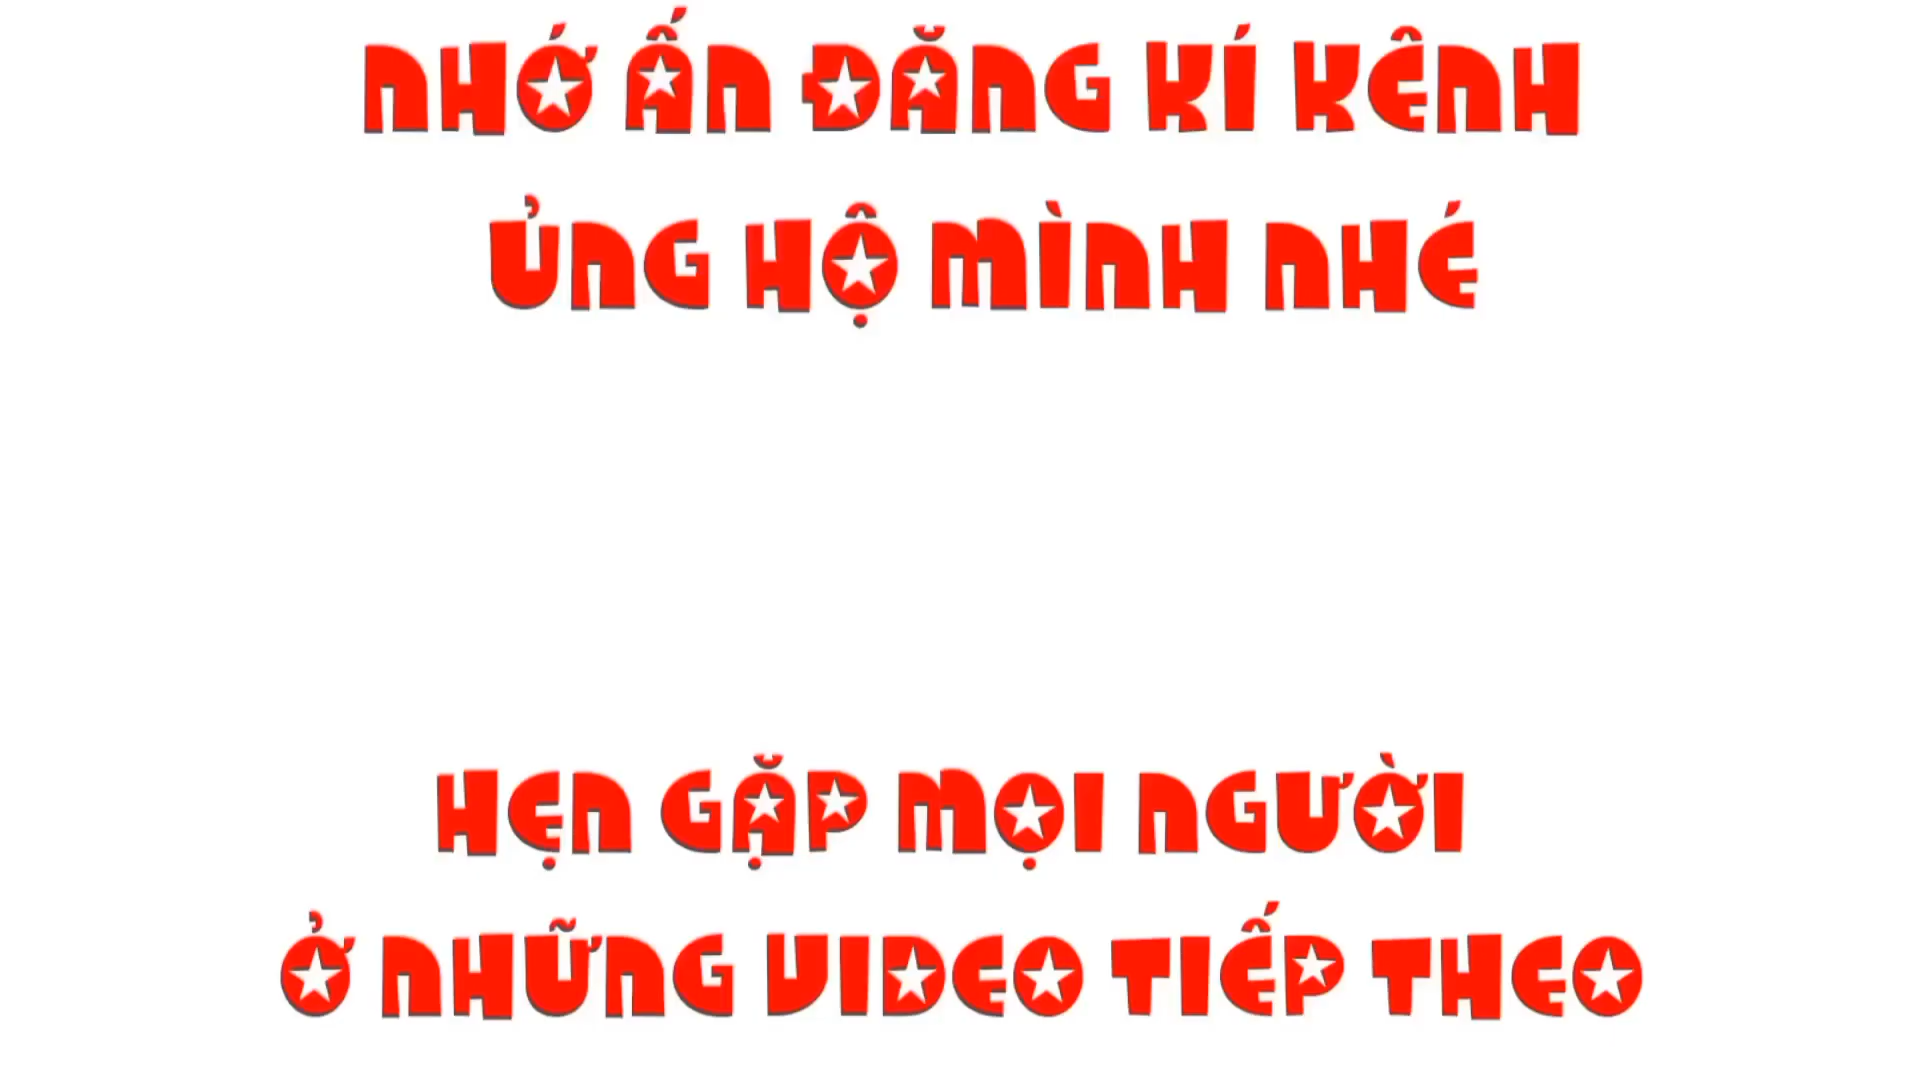 NHỚ ẤN ĐĂNG KÍ KÊNH
ỦNG HỘ MÌNH NHÉ
HẸN GẶP MỌI NGƯỜI
Ở NHỮNG VIDEO TIẾP THEO